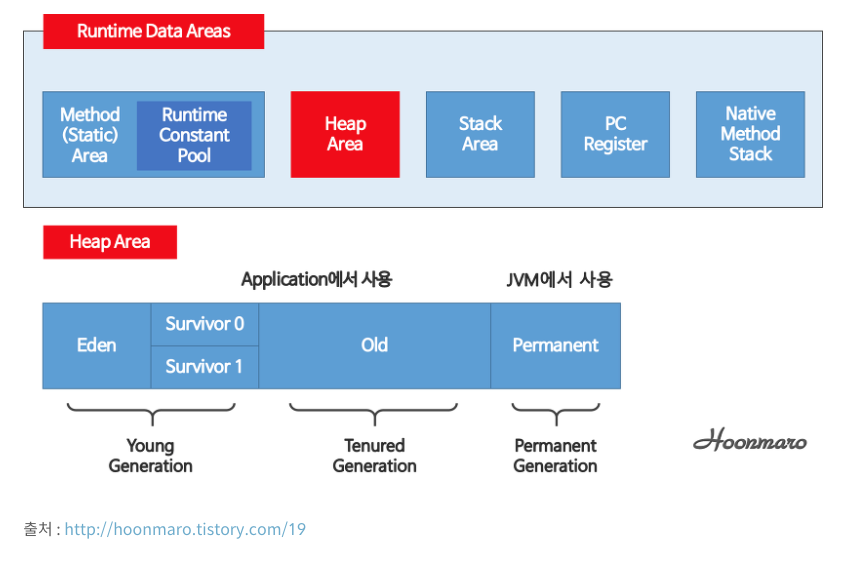 Runtime Data Areas
Method
(Static)
Area
Runtime
Constant
Pool
Heap
Area
Stack
Area
PC
Register
Native
Method
Stack
Heap Area
Application에서 사용
JVM에서 사용
Eden
Survivor 0
Survivor 1
Old
Permanent
Young
Generation
Tenured
Generation
Permanent
Generation
Hoonmaro
출처 : http://hoonmaro.tistory.com/19